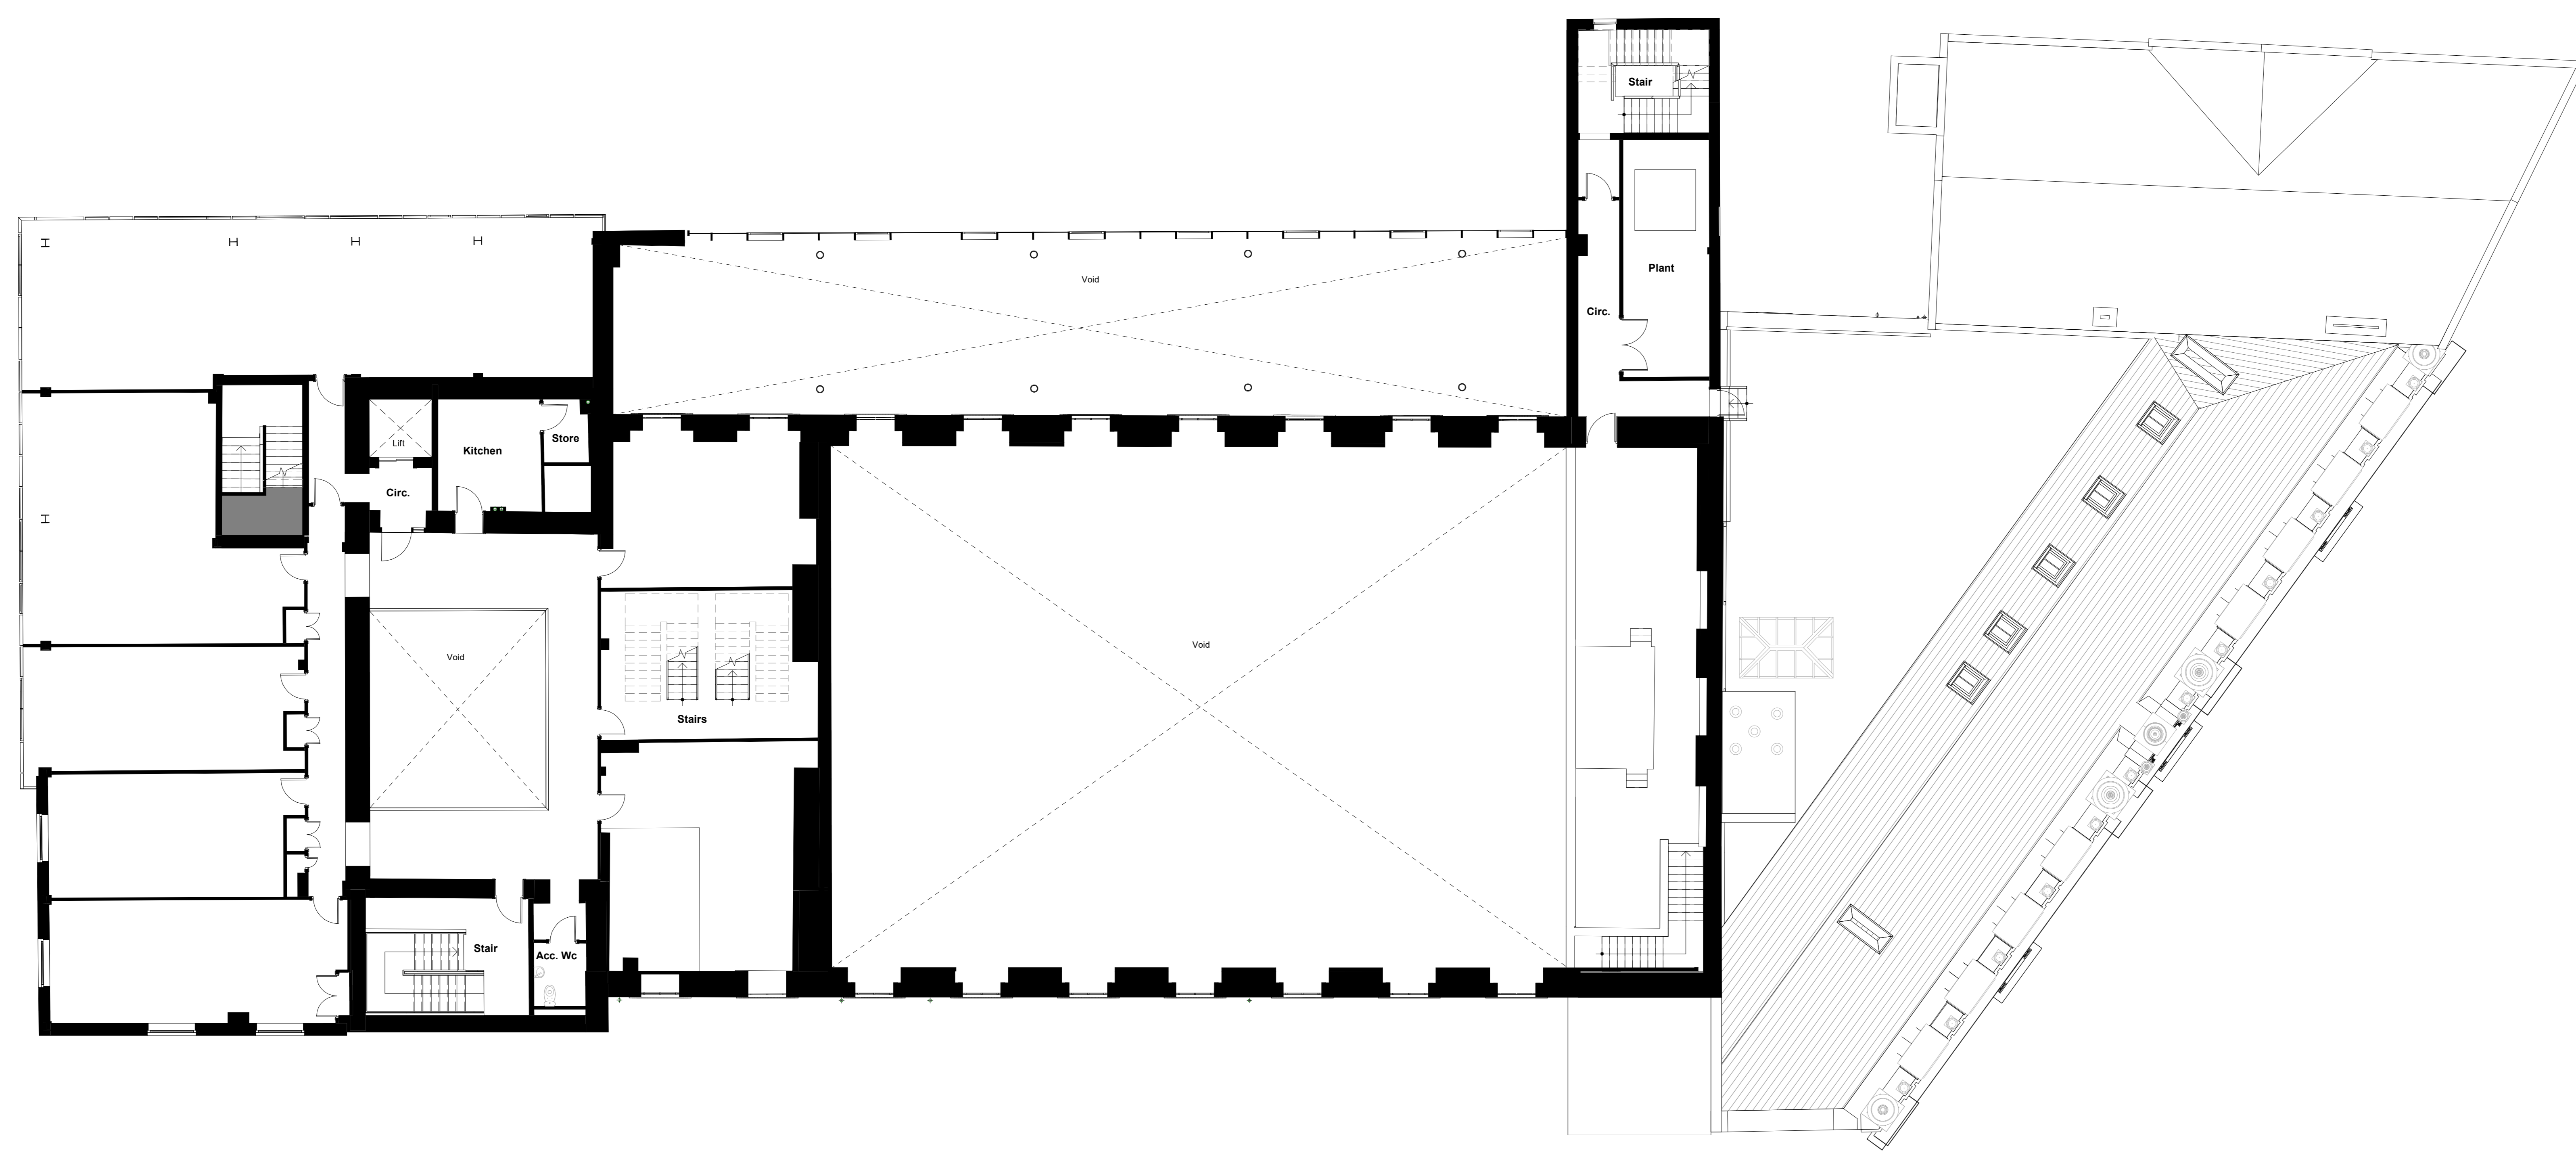 Stair
Plant
Void
Circ.
Lift
Kitchen
Store
Circ.
Void
Void
Stairs
Stair
Acc. Wc